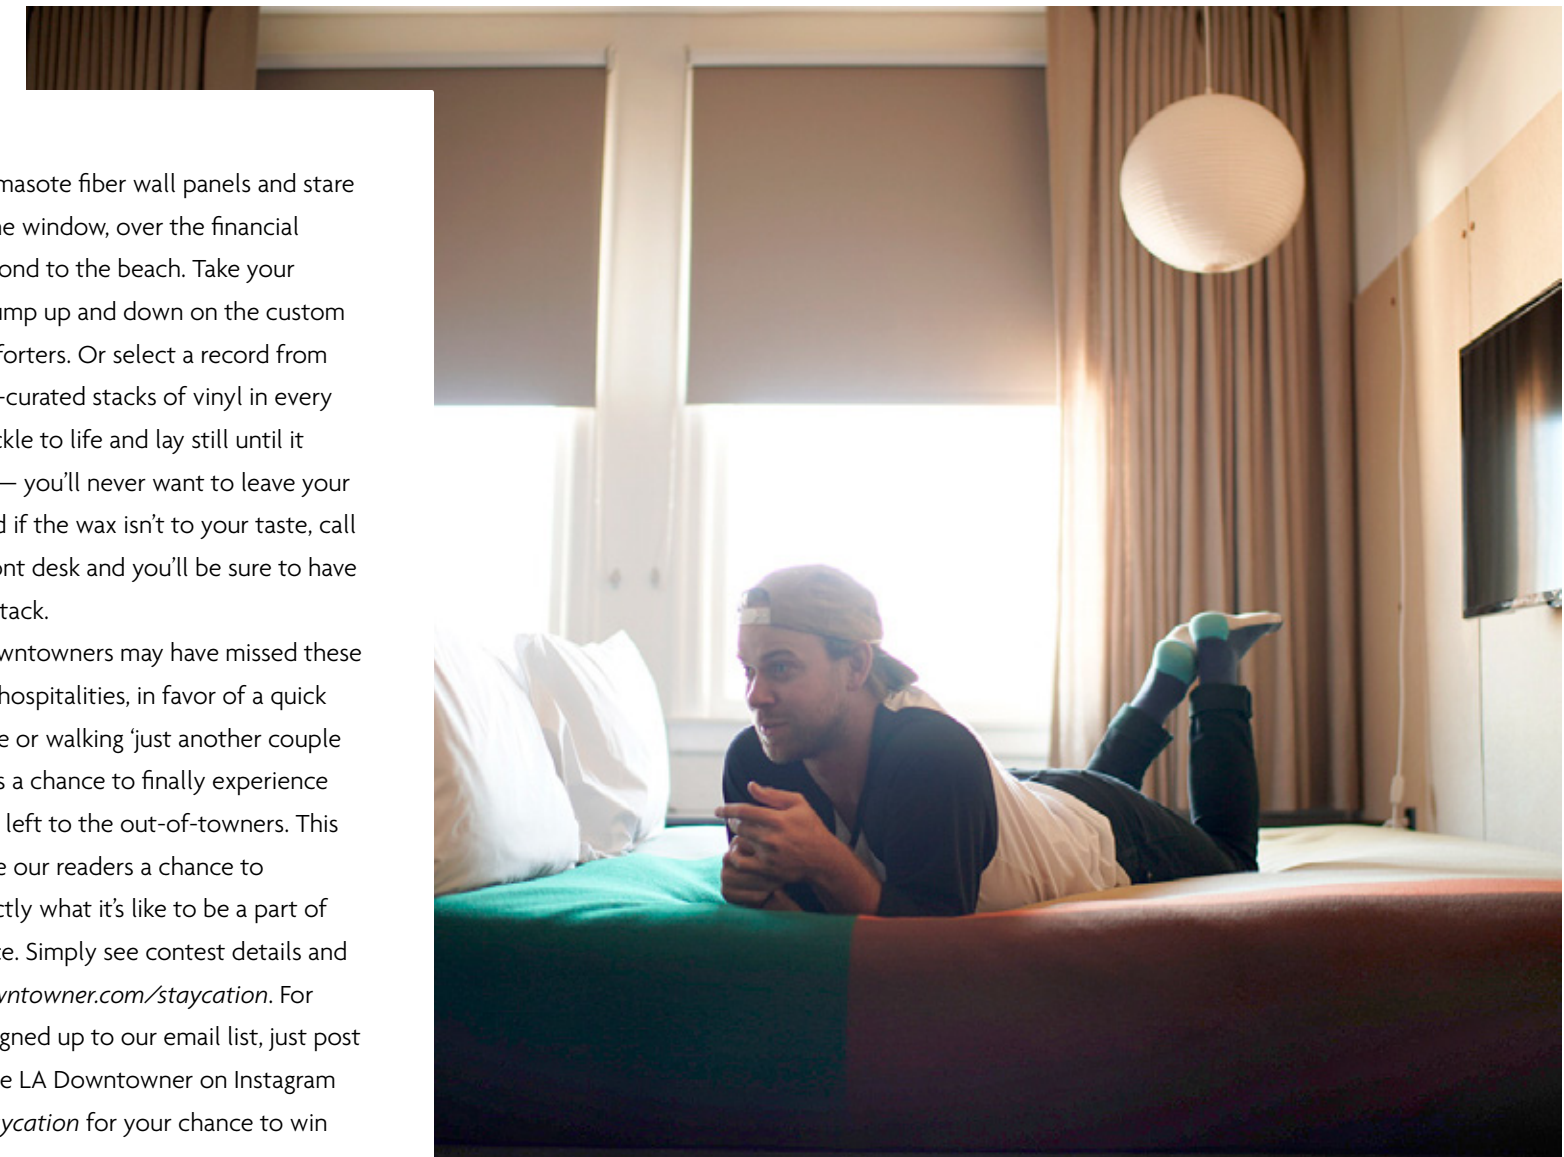 masote fiber wall panels and stare
e window, over the financial
ond to the beach. Take your
ump up and down on the custom
forters. Or select a record from
-curated stacks of vinyl in every
ckle to life and lay still until it
— you’ll never want to leave your
d if the wax isn’t to your taste, call
ont desk and you’ll be sure to have
tack.
wntowners may have missed these
hospitalities, in favor of a quick
e or walking ‘just another couple
s a chance to finally experience
left to the out-of-towners. This
e our readers a chance to
ctly what it’s like to be a part of
ce. Simply see contest details and
wntowner.com/staycation. For
gned up to our email list, just post
e LA Downtowner on Instagram
ycation for your chance to win